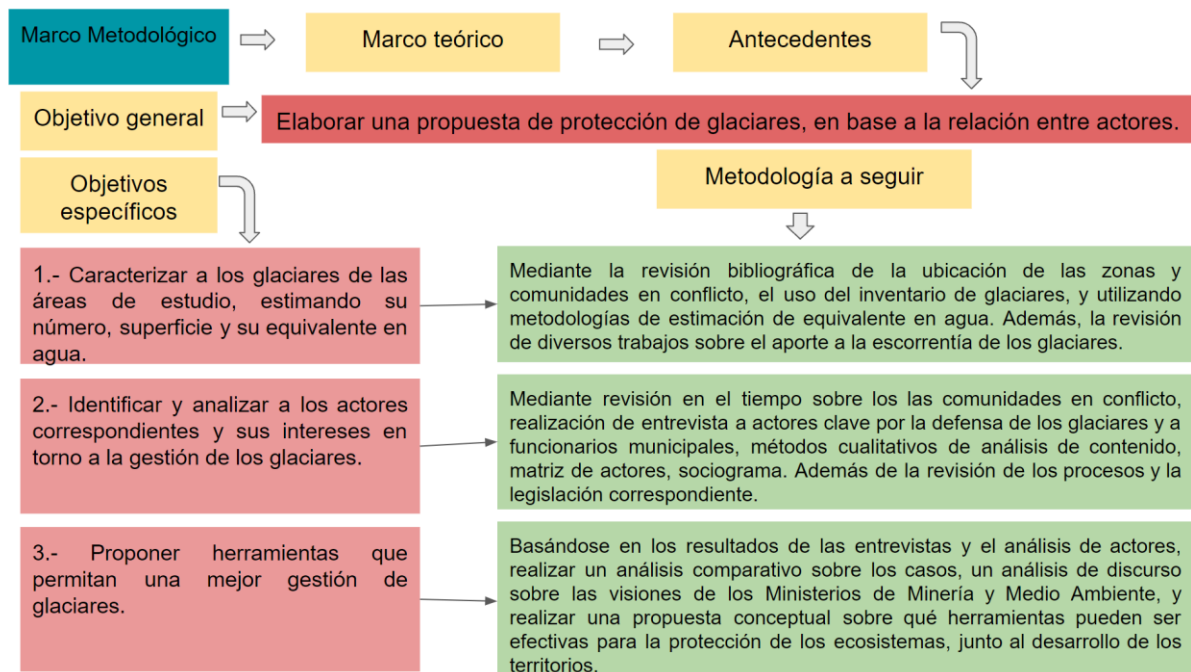 Marco Metodológico
Marco teórico
Antecedentes
Objetivo general
Elaborar una propuesta de protección de glaciares, en base a la relación entre actores.
Objetivos
específicos
Metodología a seguir
1.- Caracterizar a los glaciares de las
áreas de estudio, estimando su
número, superficie y su equivalente en
agua.
Mediante la revisión bibliográfica de la ubicación de las zonas y
comunidades en conflicto, el uso del inventario de glaciares, y utilizando
metodologías de estimación de equivalente en agua. Además, la revisión
de diversos trabajos sobre el aporte a la escorrentía de los glaciares.
2.- Identificar y analizar a los actores
correspondientes y sus intereses en
torno a la gestión de los glaciares.
Mediante revisión en el tiempo sobre los las comunidades en conflicto,
realización de entrevista a actores clave por la defensa de los glaciares y a
funcionarios municipales, métodos cualitativos de análisis de contenido,
matriz de actores, sociograma. Además de la revisión de los procesos y la
legislación correspondiente.
3.- Proponer herramientas que
permitan una mejor gestión de
glaciares.
Basándose en los resultados de las entrevistas y el análisis de actores,
realizar un análisis comparativo sobre los casos, un análisis de discurso
sobre las visiones de los Ministerios de Minería y Medio Ambiente, y
realizar una propuesta conceptual sobre qué herramientas pueden ser
efectivas para la protección de los ecosistemas, junto al desarrollo de los
territorios.